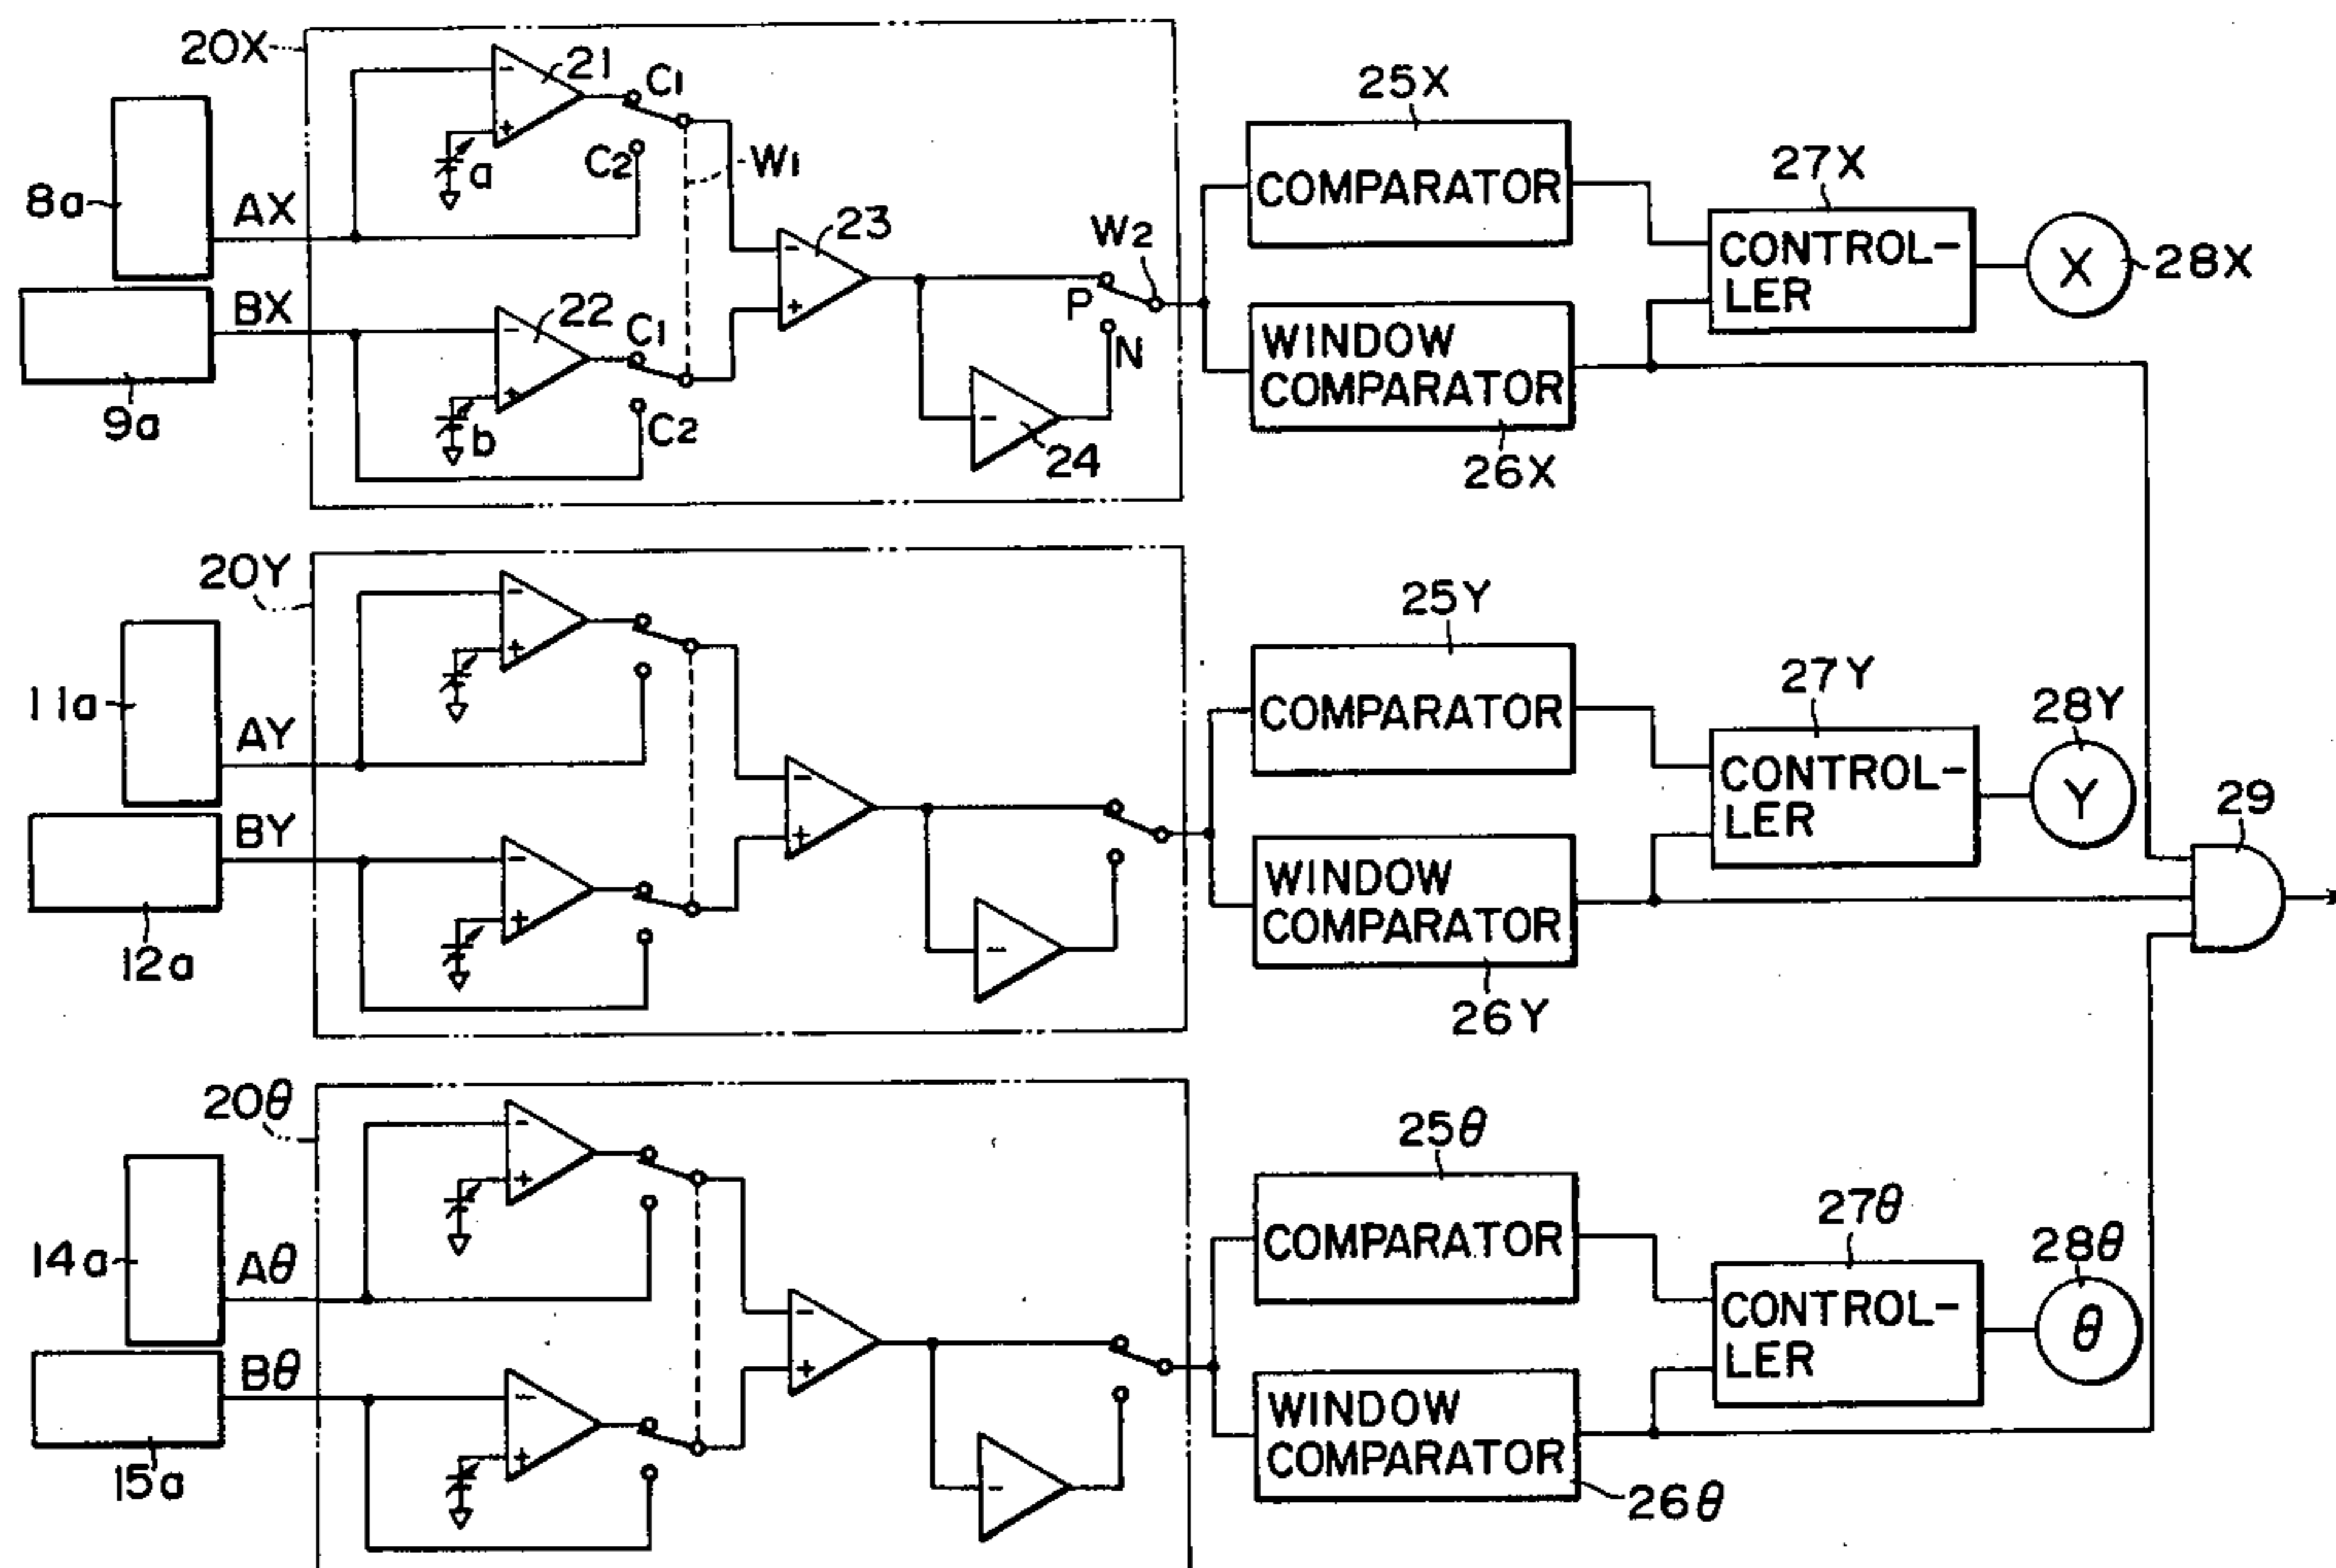 20X
21
C1
25X
a
C2
W1
27X
8a
AX
COMPARATOR
23
W2
CONTROL-
LER
X
28X
BX
22
C1
P
N
WINDOW
COMPARATOR
9a
b
C2
24
26X
20Y
25Y
27Y
28Y
11a
AY
COMPARATOR
CONTROL-
LER
Y
BY
29
WINDOW
COMPARATOR
12a
26Y
20θ
25θ
27θ
28θ
14a
Aθ
COMPARATOR
CONTROL-
LER
θ
Bθ
WINDOW
COMPARATOR
15a
26θ